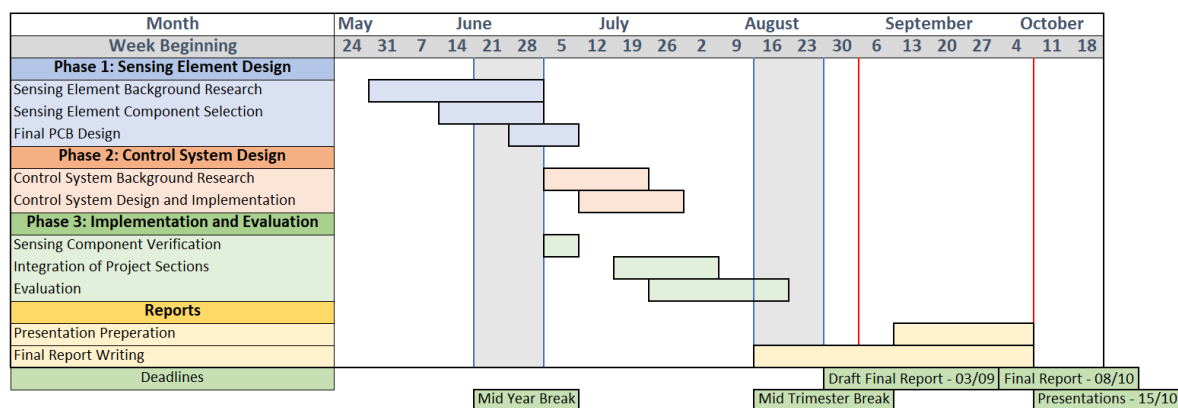 Month May June July August September October
Week Beginning 24 31 7 14 21 28 5 12 19 26 2 9 16 23 30 6 13 20 27 4 11 18
Phase 1: Sensing Element Design
Sensing Element Background Research
Sensing Element Component Selection
Final PCB Design
Phase 2: Control System Design
Control System Background Research
Control System Design and Implementation
Phase 3: Implementation and Evaluation
Sensing Component Verification
Integration of Project Sections
Evaluation
Reports
Presentation Preperation
Final Report Writing
Deadlines Draft Final Report - 03/09 Final Report - 08/10
Mid Year Break Mid Trimester Break Presentations - 15/10